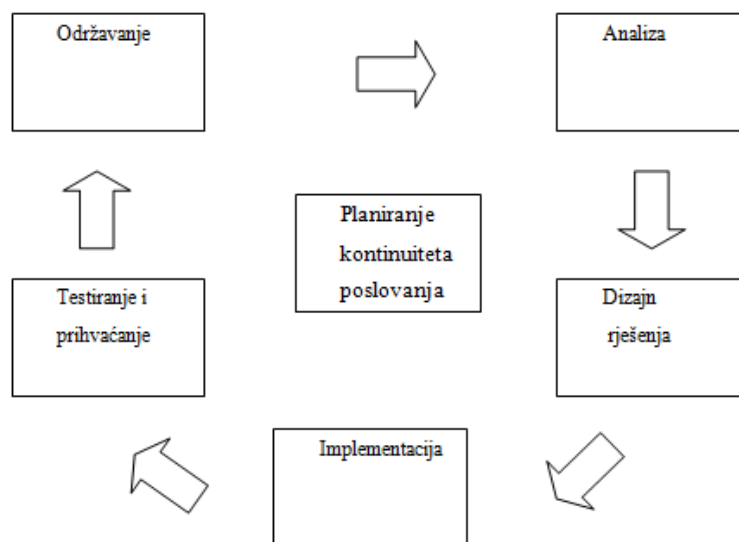 Održavanje
Analiza
Planiranje
kontinuiteta
poslovanja
Testiranje i
prihvaćanje
Dizajn
rješenja
Implementacija